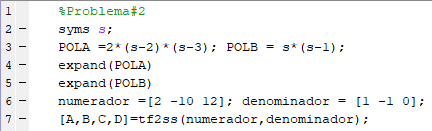 1 %Problema#2
2 – syms s;
3 – POLA =2*(s-2)*(s-3); POLB = s*(s-1);
4 – expand(POLA)
5 – expand(POLB)
6 – numerador =[2 -10 12]; denominador = [1 -1 0];
7 – [A,B,C,D]=tf2ss(numerador,denominador);